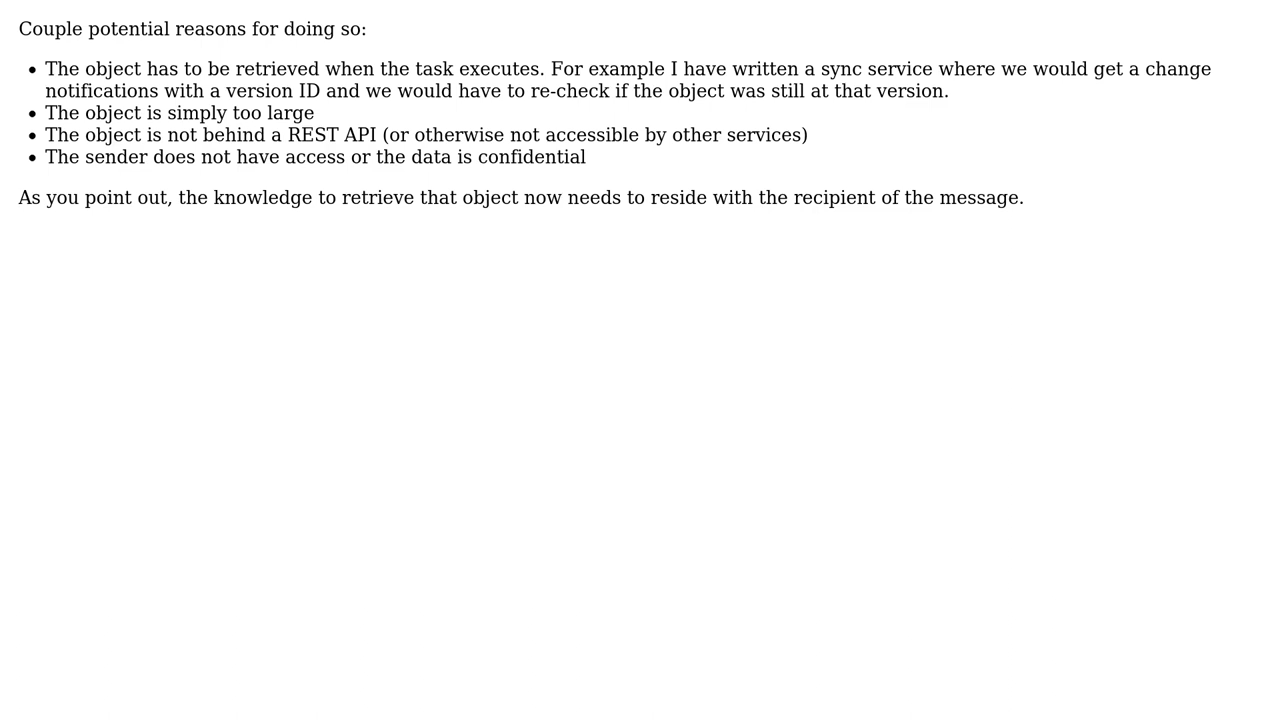 Couple potential reasons for doing so:
• The object has to be retrieved when the task executes. For example I have written a sync service where we would get a change
notifications with a version ID and we would have to re-check if the object was still at that version.
• The object is simply too large
• The object is not behind a REST API (or otherwise not accessible by other services)
• The sender does not have access or the data is confidential
As you point out, the knowledge to retrieve that object now needs to reside with the recipient of the message.